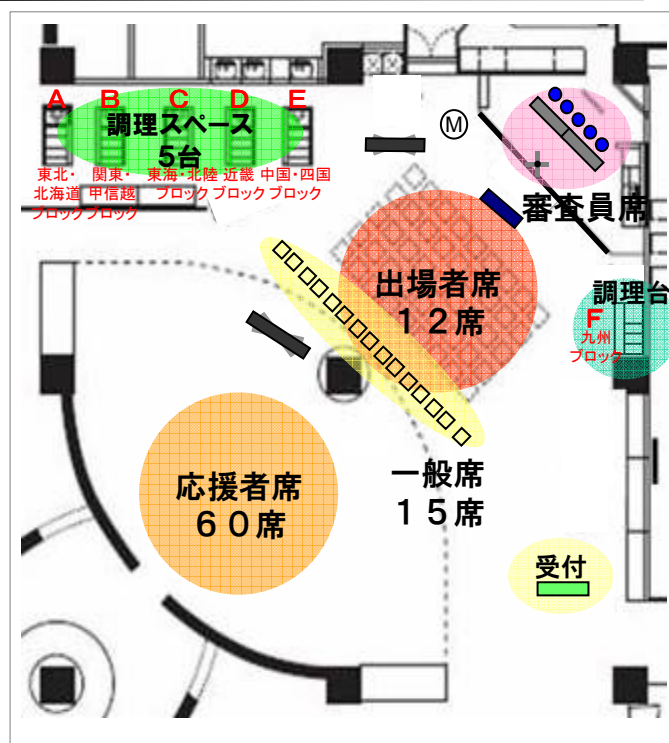 A B C D E
調理スペース
5台
東北・北海道ブロック
関東・甲信越ブロック
東海・北陸ブロック
近畿ブロック
中国・四国ブロック
M
審査員席
出場者席
１２席
調理台
F
九州
ブロック
一般席
１５席
応援者席
６０席
受付